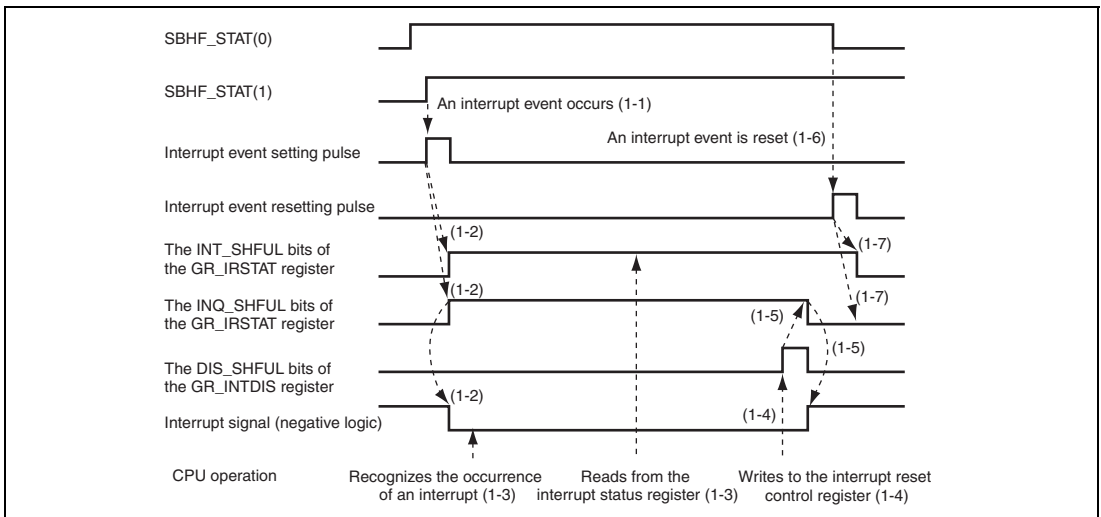 SBHF_STAT(0)
SBHF_STAT(1)
An interrupt event occurs (1-1)
An interrupt event is reset (1-6)
Interrupt event setting pulse
Interrupt event resetting pulse
(1-2)
(1-7)
The INT_SHFUL bits of
the GR_IRSTAT register
(1-2)
(1-7)
The INQ_SHFUL bits of
the GR_IRSTAT register
(1-5)
(1-5)
The DIS_SHFUL bits of
the GR_INTDIS register
(1-2)
(1-4)
Interrupt signal (negative logic)
CPU operation
Recognizes the occurrence
of an interrupt (1-3)
Reads from the
interrupt status register (1-3)
Writes to the interrupt reset
control register (1-4)